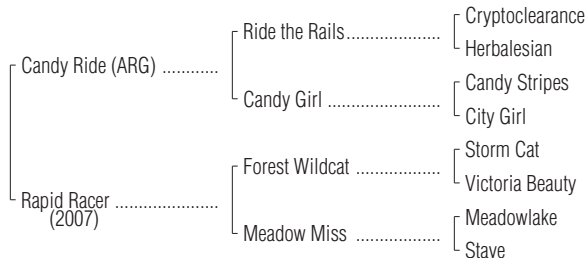 Cryptoclearance
Ride the Rails....................
Herbalesian
Candy Ride (ARG) ...........
Candy Stripes
Candy Girl ......................
City Girl
Storm Cat
Forest Wildcat ..................
Victoria Beauty
Rapid Racer .....................
(2007)
Meadowlake
Meadow Miss ................
Stave